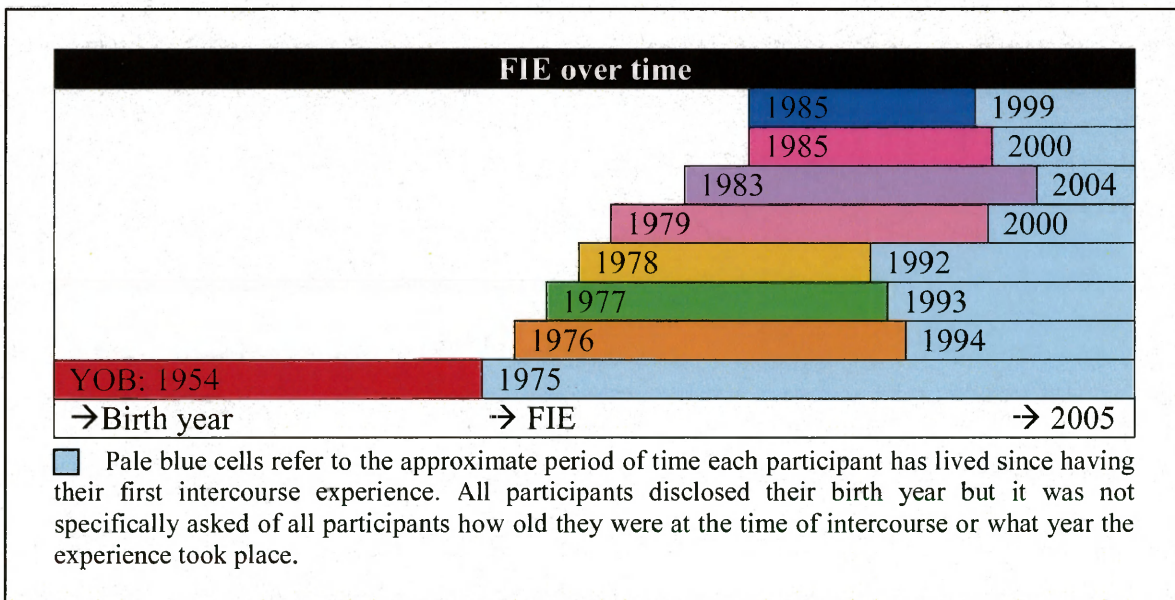 FIE over time
1985 1999
1985 2000
1983 2004
1979 2000
1978 1992
1977 1993
1976 1994
YOB: 1954 1975
→Birth year → FIE → 2005
Pale blue cells refer to the approximate period of time each participant has lived since having
their first intercourse experience. All participants disclosed their birth year but it was not
specifically asked of all participants how old they were at the time of intercourse or what year the
experience took place.